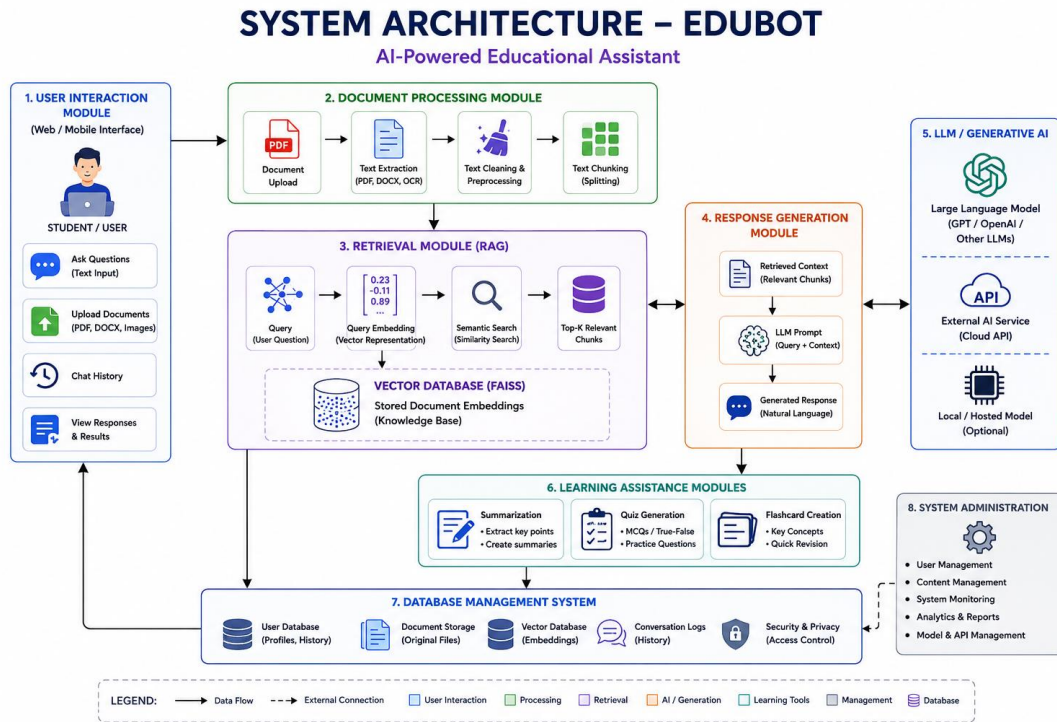 SYSTEM ARCHITECTURE – EDUBOT
AI-Powered Educational Assistant
1. USER INTERACTION
MODULE
(Web / Mobile Interface)
STUDENT / USER
Ask Questions
(Text Input)
Upload Documents
(PDF, DOCX, Images)
Chat History
View Responses
& Results
2. DOCUMENT PROCESSING MODULE
PDF
Document
Upload
Text Extraction
(PDF, DOCX, OCR)
Text Cleaning &
Preprocessing
Text Chunking
(Splitting)
3. RETRIEVAL MODULE (RAG)
Query
(User Question)
0.23
-0.11
0.89
...
Query Embedding
(Vector Representation)
Semantic Search
(Similarity Search)
Top-K Relevant
Chunks
VECTOR DATABASE (FAISS)
Stored Document Embeddings
(Knowledge Base)
4. RESPONSE GENERATION
MODULE
Retrieved Context
(Relevant Chunks)
LLM Prompt
(Query + Context)
Generated Response
(Natural Language)
5. LLM / GENERATIVE AI
Large Language Model
(GPT / OpenAI /
Other LLMs)
API
External AI Service
(Cloud API)
Local / Hosted Model
(Optional)
6. LEARNING ASSISTANCE MODULES
Summarization
• Extract key points
• Create summaries
Quiz Generation
• MCQs / True-False
• Practice Questions
Flashcard Creation
• Key Concepts
• Quick Revision
7. DATABASE MANAGEMENT SYSTEM
User Database
(Profiles, History)
Document Storage
(Original Files)
Vector Database
(Embeddings)
Conversation Logs
(History)
Security & Privacy
(Access Control)
8. SYSTEM ADMINISTRATION
• User Management
• Content Management
• System Monitoring
• Analytics & Reports
• Model & API Management
LEGEND:
Data Flow
External Connection
User Interaction
Processing
Retrieval
AI / Generation
Learning Tools
Management
Database